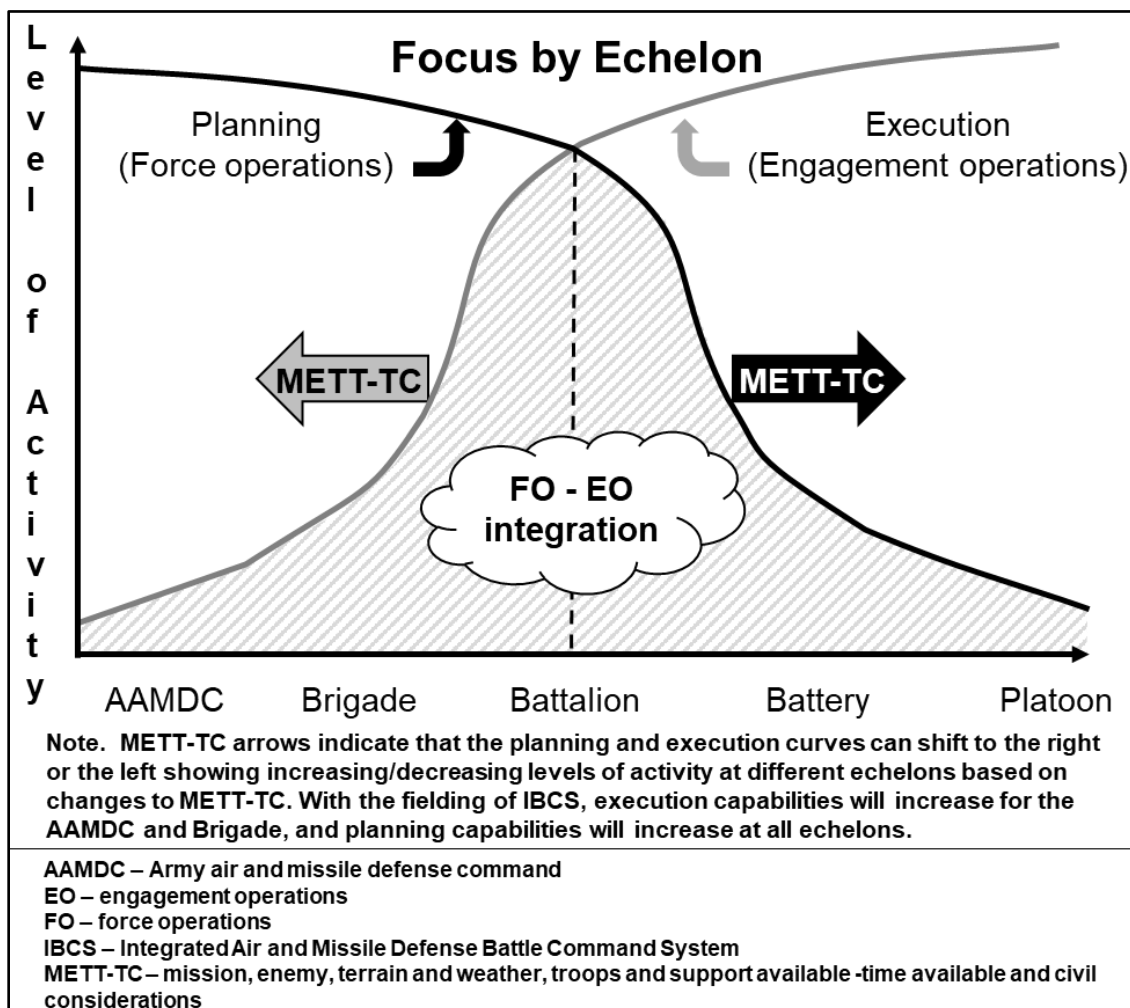 Level of Activity
Focus by Echelon
Planning
(Force operations)
Execution
(Engagement operations)
METT-TC
METT-TC
FO - EO
integration
AAMDC Brigade Battalion Battery Platoon
Note. METT-TC arrows indicate that the planning and execution curves can shift to the right
or the left showing increasing/decreasing levels of activity at different echelons based on
changes to METT-TC. With the fielding of IBCS, execution capabilities will increase for the
AAMDC and Brigade, and planning capabilities will increase at all echelons.
AAMDC – Army air and missile defense command
EO – engagement operations
FO – force operations
IBCS – Integrated Air and Missile Defense Battle Command System
METT-TC – mission, enemy, terrain and weather, troops and support available -time available and civil
considerations